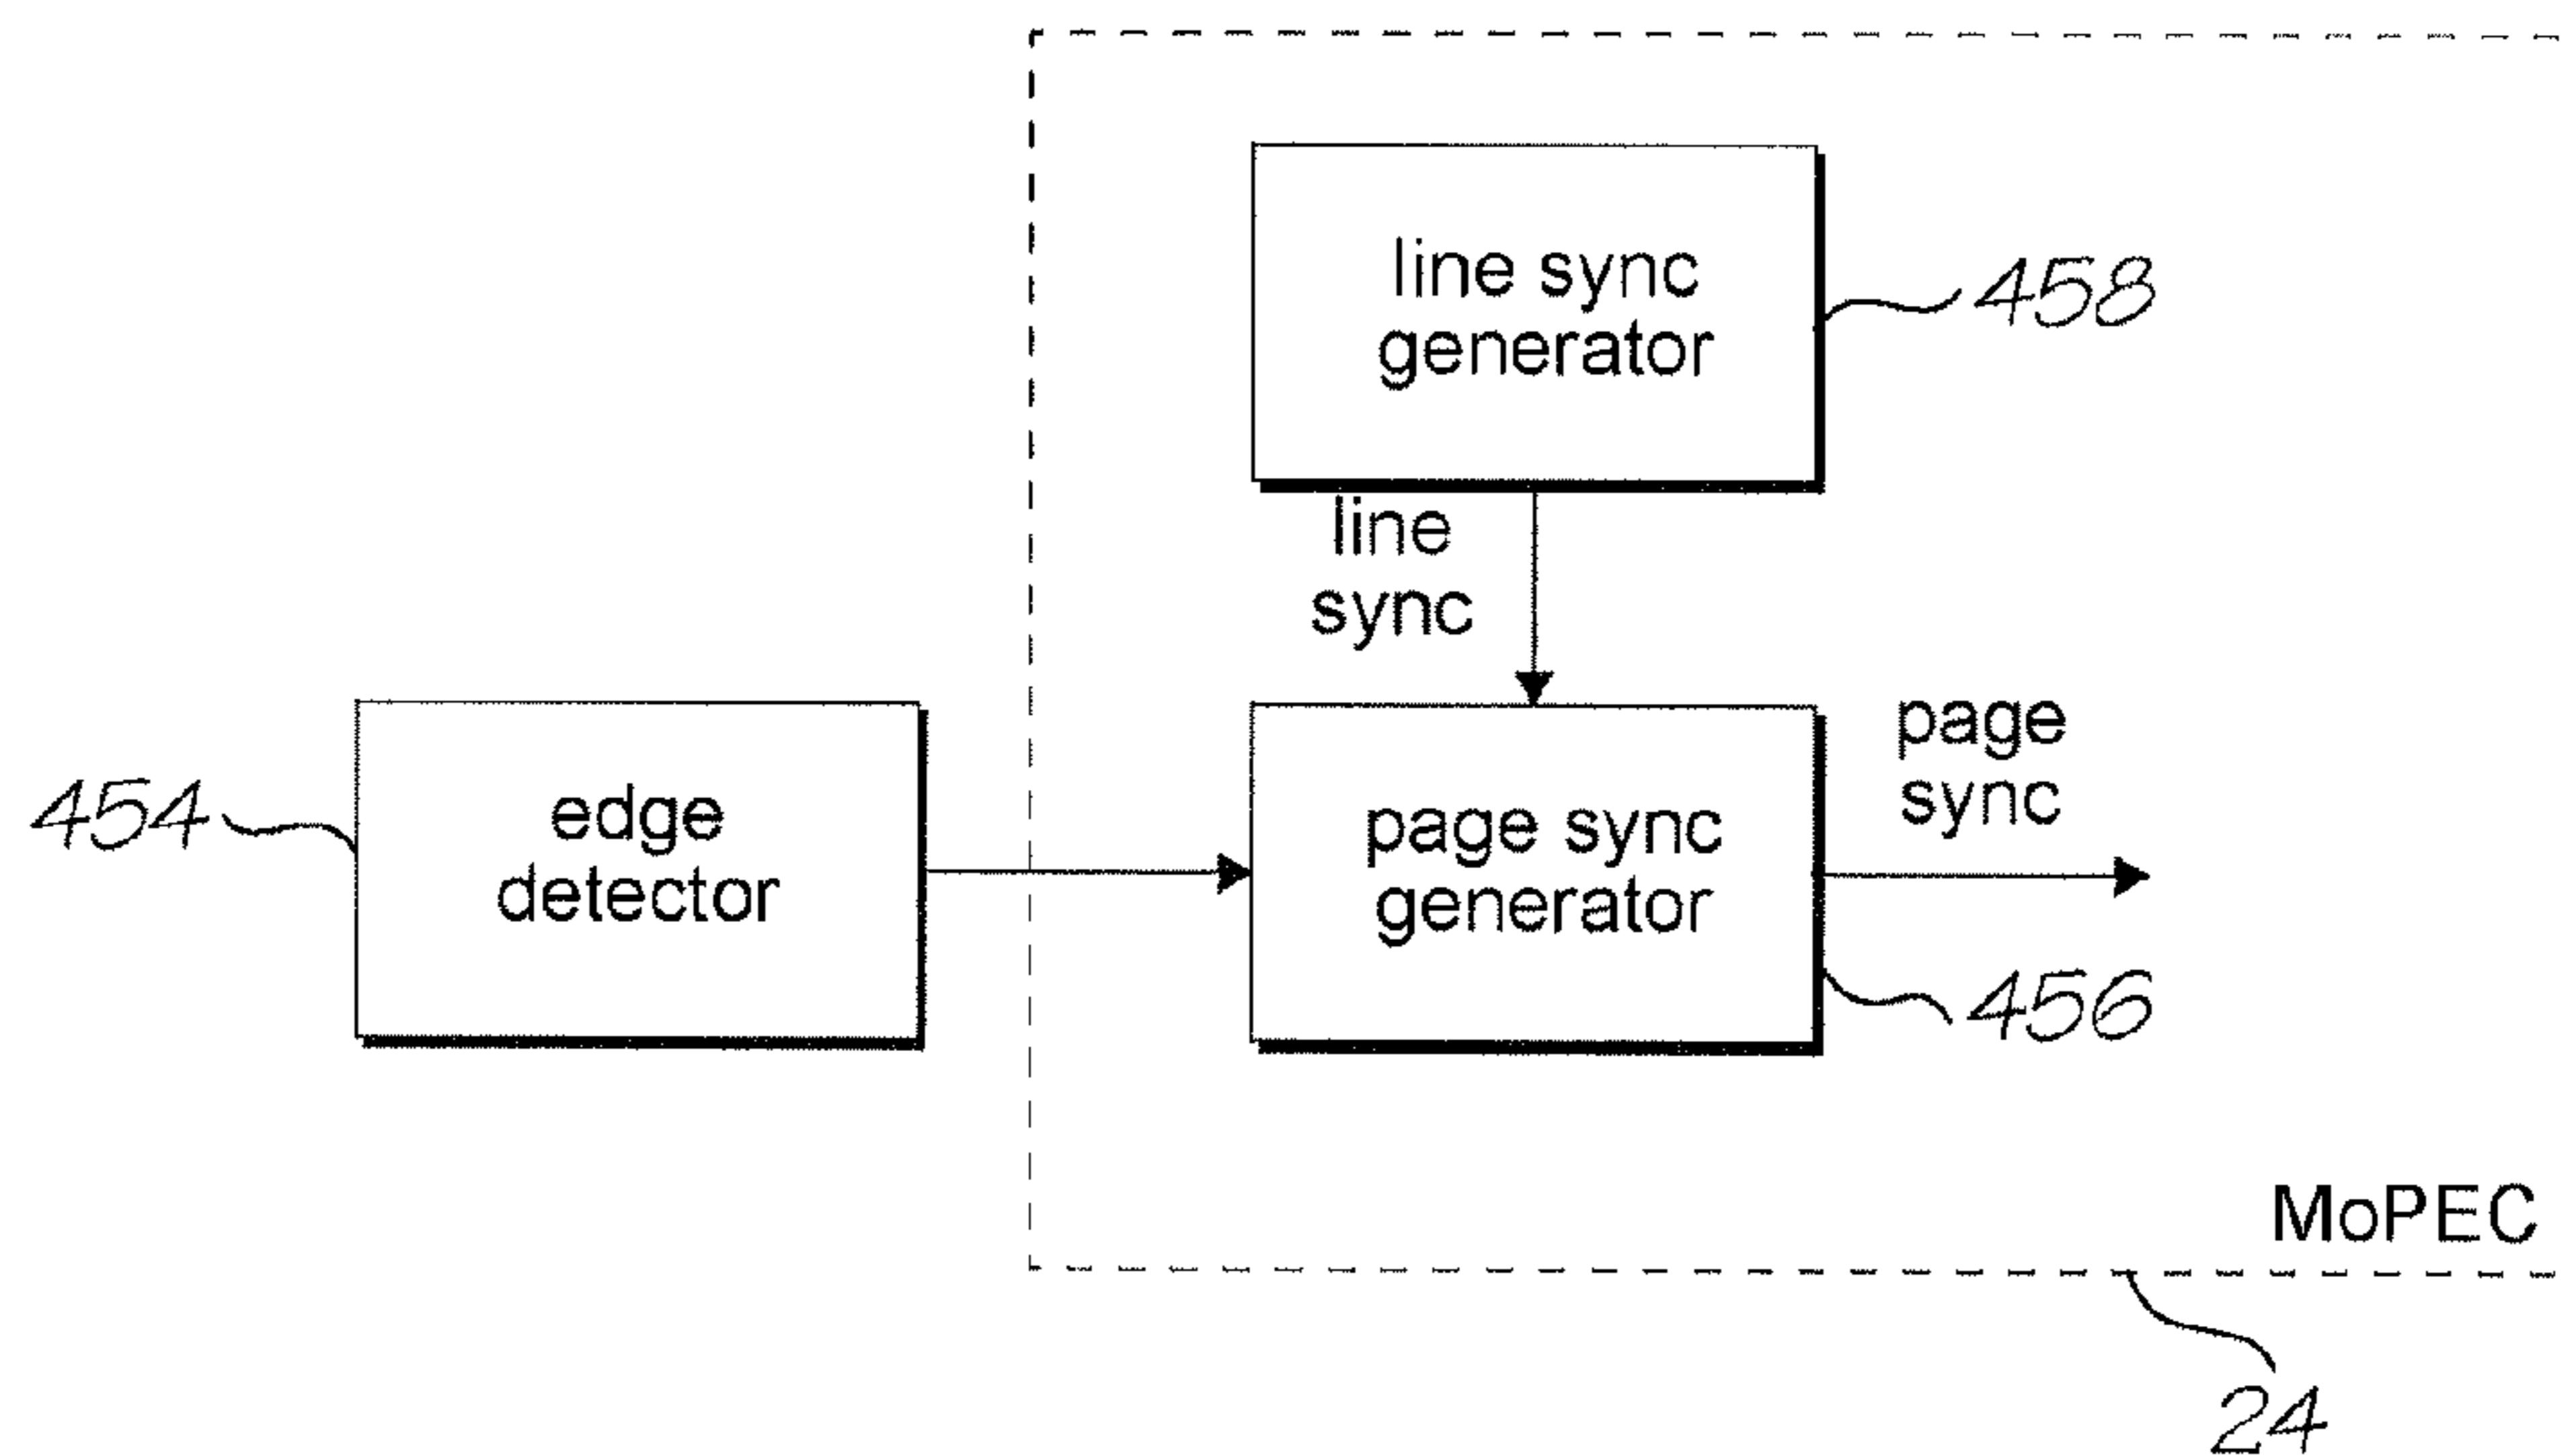 line sync
generator
458
line
sync
454
edge
detector
page sync
generator
page
sync
456
MoPEC
24